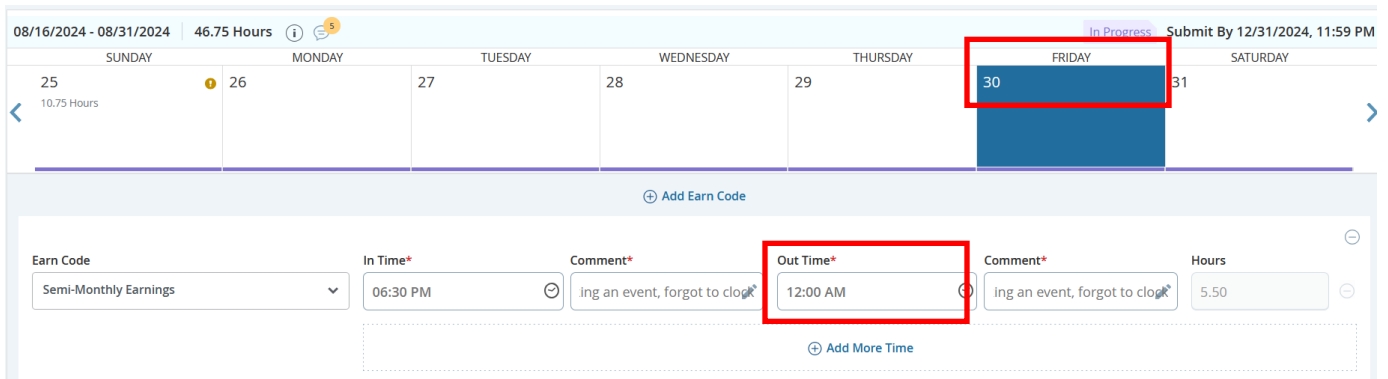 08/16/2024 - 08/31/2024 46.75 Hours i 5 In Progress Submit By 12/31/2024, 11:59 PM
SUNDAY MONDAY TUESDAY WEDNESDAY THURSDAY FRIDAY SATURDAY
25 26 27 28 29 30 31
10.75 Hours
Add Earn Code
Earn Code In Time* Comment* Out Time* Comment* Hours
Semi-Monthly Earnings 06:30 PM ing an event, forgot to clock 12:00 AM ing an event, forgot to clock 5.50
Add More Time